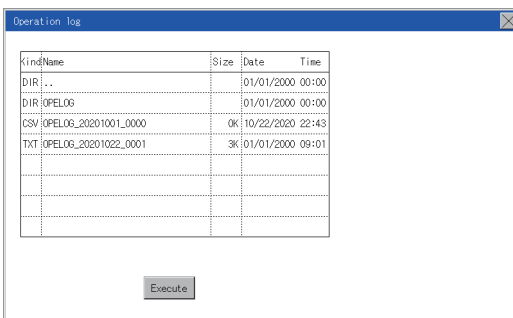 Operation log
Kind Name Size Date Time
DIR .. 01/01/2000 00:00
DIR OPELOG 01/01/2000 00:00
CSV OPELOG_20201001_0000 0K 10/22/2020 22:43
TXT OPELOG_20201022_0001 3K 01/01/2000 09:01
Execute